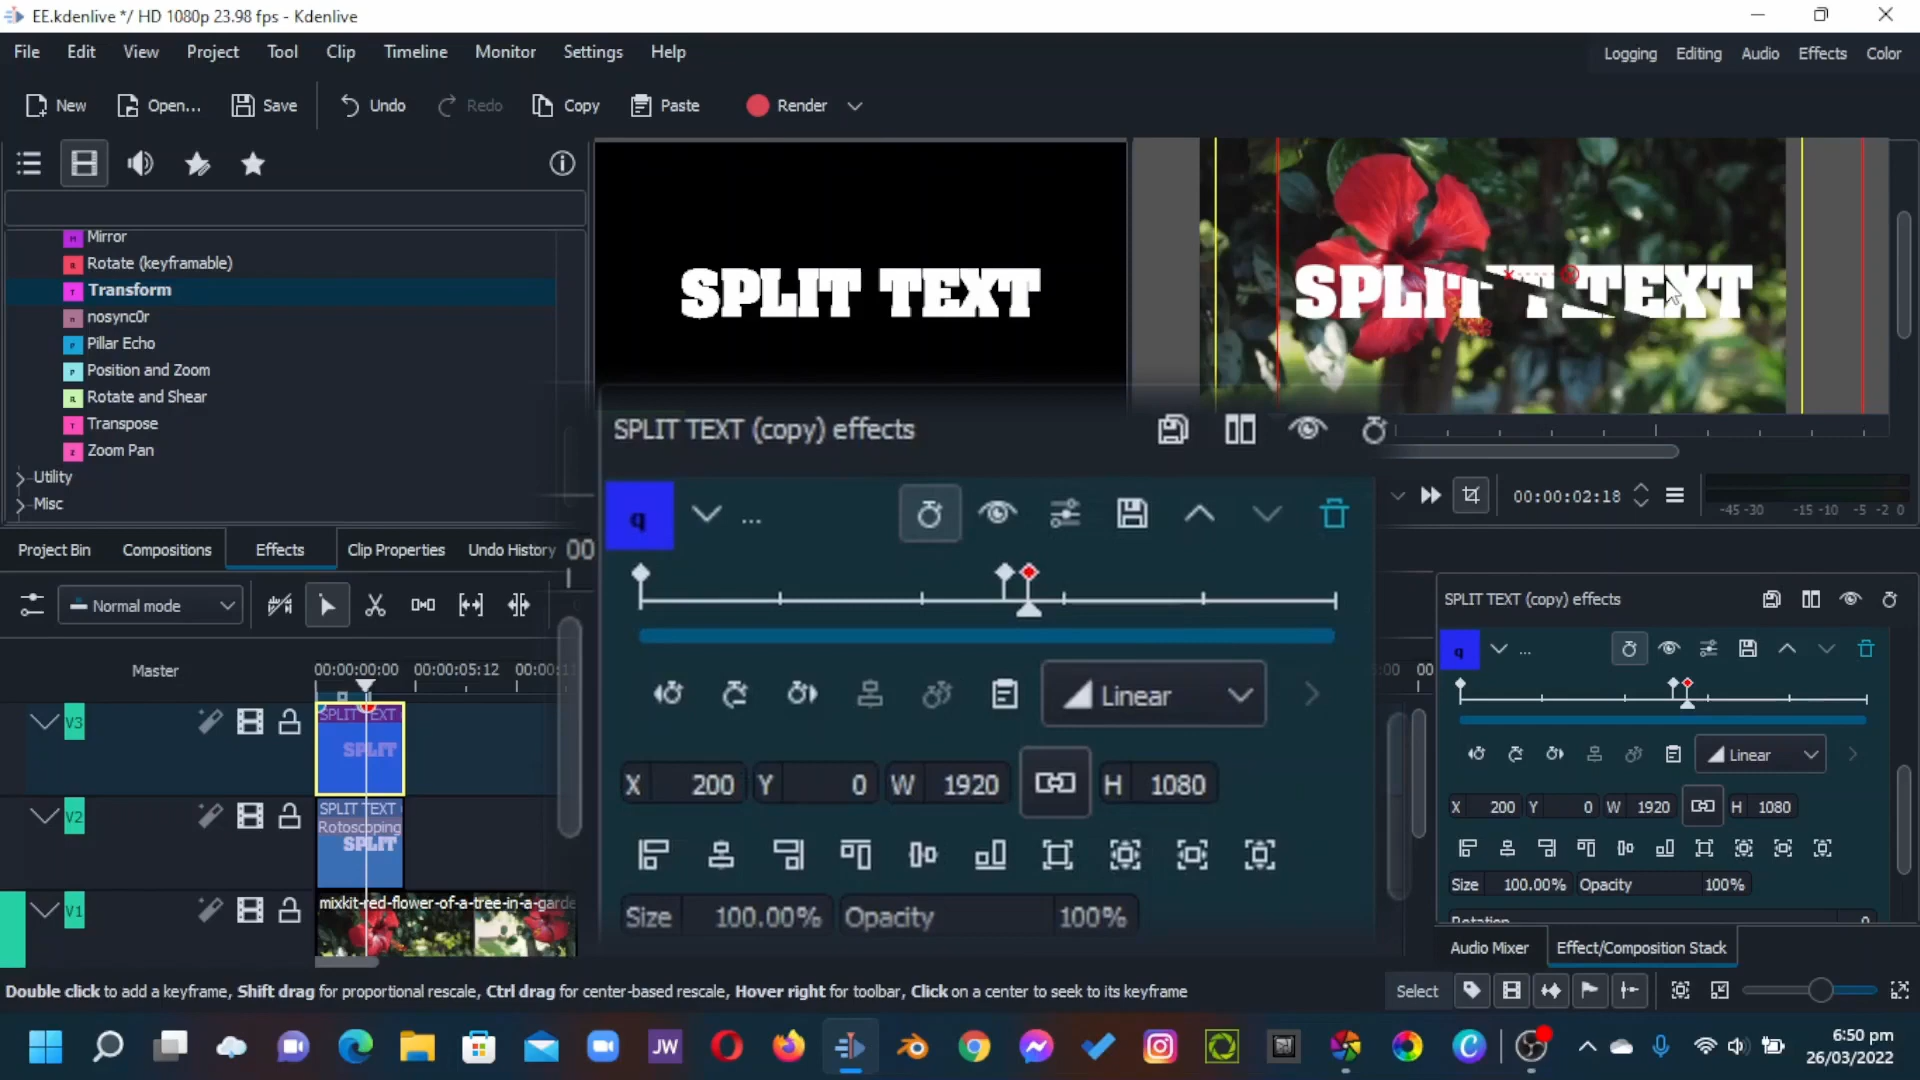 EE.kdenlive */ HD 1080p 23.98 fps - Kdenlive
File Edit View Project Tool Clip Timeline Monitor Settings Help
Logging Editing Audio Effects Color
New Open... Save Undo Redo Copy Paste Render
Mirror
Rotate (keyframable)
Transform
nosync0r
Pillar Echo
Position and Zoom
Rotate and Shear
Transpose
Zoom Pan
Utility
Misc
SPLIT TEXT
SPLIT TEXT
00:00:02:18
-45 -30 -15 -10 -5 -2 0
Project Bin Compositions Effects Clip Properties Undo History
Normal mode
Master
00:00:00:00 00:00:05:12
V3
SPLIT TEXT
SPLIT
V2
SPLIT TEXT
Rotoscoping
SPLIT
V1
mixkit-red-flower-of-a-tree-in-a-garde
SPLIT TEXT (copy) effects
q ...
Linear
X 200 Y 0 W 1920 H 1080
Size 100.00% Opacity 100%
SPLIT TEXT (copy) effects
q ...
Linear
X 200 Y 0 W 1920 H 1080
Size 100.00% Opacity 100%
Rotation 0
Audio Mixer Effect/Composition Stack
Double click to add a keyframe, Shift drag for proportional rescale, Ctrl drag for center-based rescale, Hover right for toolbar, Click on a center to seek to its keyframe
Select
JW
6:50 pm
26/03/2022